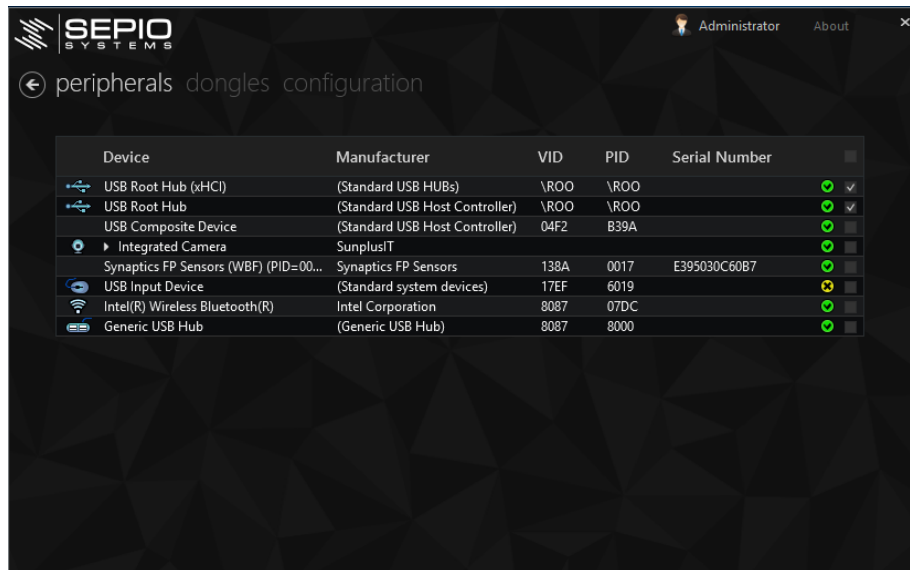 SEPIO
SYSTEMS
Administrator About
peripherals dongles configuration
Device Manufacturer VID PID Serial Number
USB Root Hub (xHCI) (Standard USB HUBs) \ROO \ROO
USB Root Hub (Standard USB Host Controller) \ROO \ROO
USB Composite Device (Standard USB Host Controller) 04F2 B39A
Integrated Camera SunplusIT
Synaptics FP Sensors (WBF) (PID=00... Synaptics FP Sensors 138A 0017 E395030C60B7
USB Input Device (Standard system devices) 17EF 6019
Intel(R) Wireless Bluetooth(R) Intel Corporation 8087 07DC
Generic USB Hub (Generic USB Hub) 8087 8000